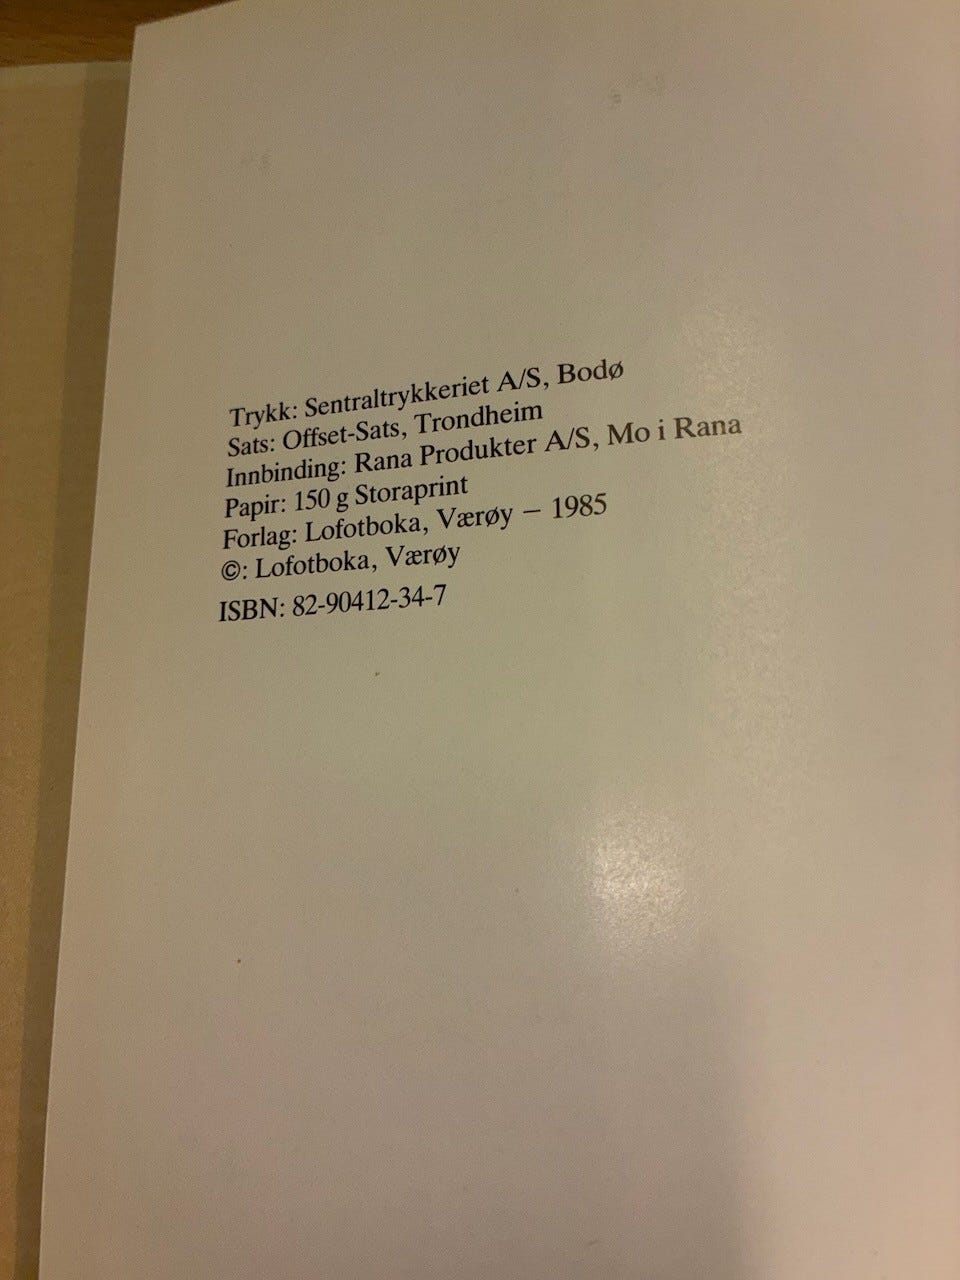 Trykk: Sentraltrykkeriet A/S, Bodø
Sats: Offset-Sats, Trondheim
Innbinding: Rana Produkter A/S, Mo i Rana
Papir: 150 g Storaprint
Forlag: Lofotboka, Værøy – 1985
©: Lofotboka, Værøy
ISBN: 82-90412-34-7